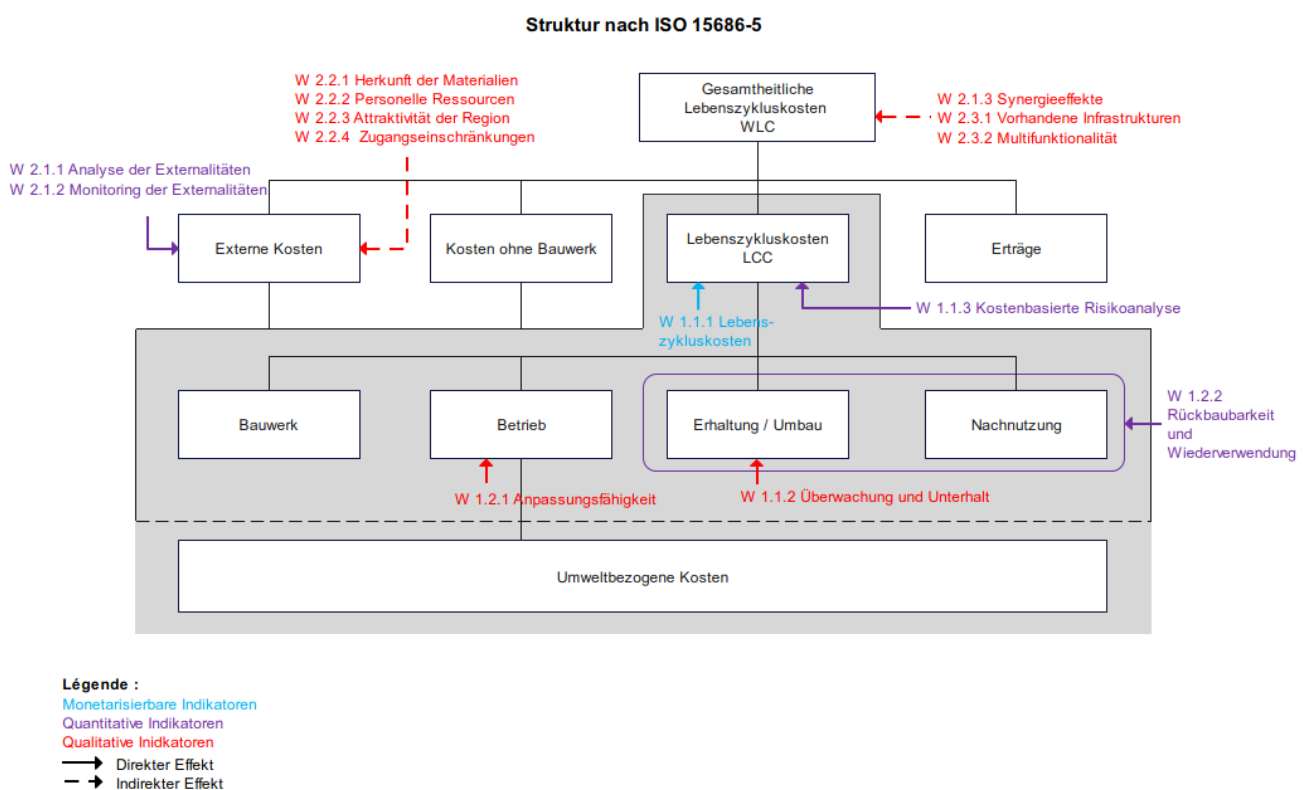 Struktur nach ISO 15686-5
W 2.2.1 Herkunft der Materialien
W 2.2.2 Personelle Ressourcen
W 2.2.3 Attraktivität der Region
W 2.2.4 Zugangseinschränkungen
Gesamtheitliche
Lebenszykluskosten
WLC
W 2.1.3 Synergieeffekte
W 2.3.1 Vorhandene Infrastrukturen
W 2.3.2 Multifunktionalität
W 2.1.1 Analyse der Externalitäten
W 2.1.2 Monitoring der Externalitäten
Externe Kosten
Kosten ohne Bauwerk
Lebenszykluskosten
LCC
Erträge
W 1.1.1 Lebens-
zykluskosten
W 1.1.3 Kostenbasierte Risikoanalyse
Bauwerk
Betrieb
Erhaltung / Umbau
Nachnutzung
W 1.2.2
Rückbaubarkeit
und
Wiederverwendung
W 1.2.1 Anpassungsfähigkeit
W 1.1.2 Überwachung und Unterhalt
Umweltbezogene Kosten
Légende :
Monetarisierbare Indikatoren
Quantitative Indikatoren
Qualitative Inidkatoren
Direkter Effekt
Indirekter Effekt